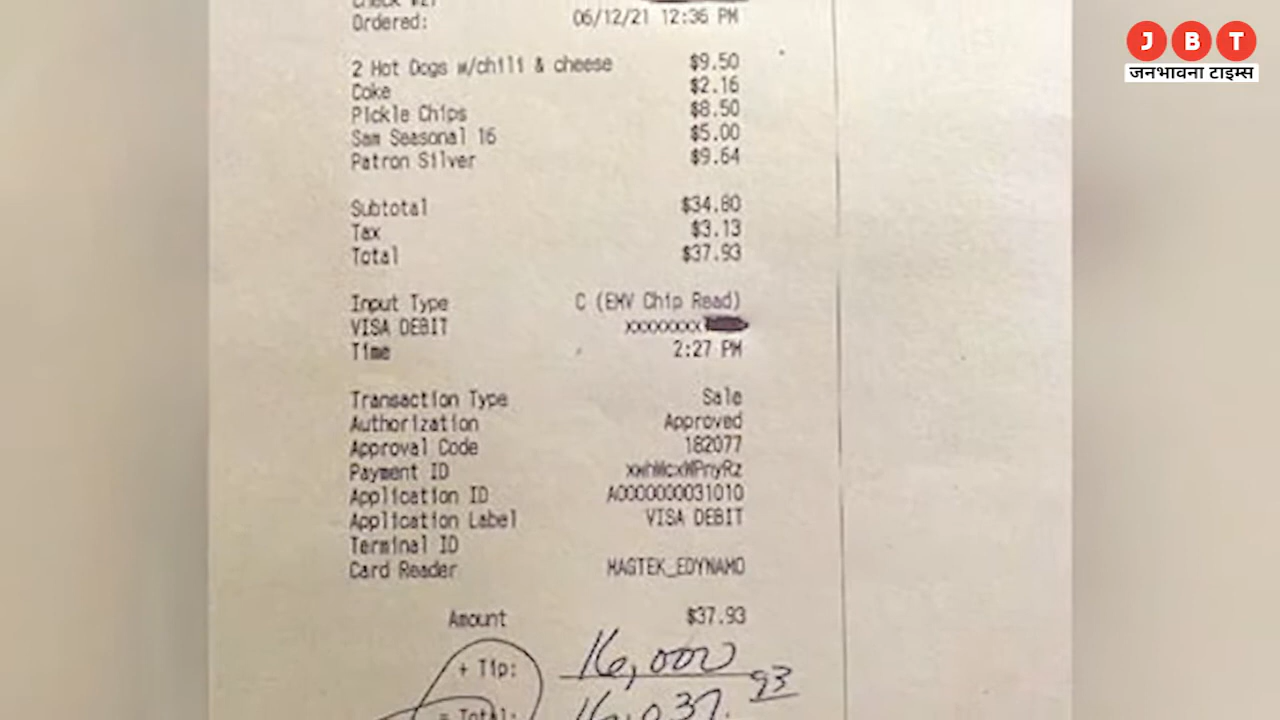 Ordered: 06/12/21 12:36 PM
2 Hot Dogs w/chili & cheese $9.50
Coke $2.16
Pickle Chips $8.50
Sam Seasonal 16 $5.00
Patron Silver $9.64
Subtotal $34.80
Tax $3.13
Total $37.93
Input Type C (EMV Chip Read)
VISA DEBIT xxxxxxxx
Time 2:27 PM
Transaction Type Sale
Authorization Approved
Approval Code 182077
Payment ID
Application ID A0000000031010
Application Label VISA DEBIT
Terminal ID
Card Reader MAGTEK_EDYNAMO
Amount $37.93
+ Tip: 16,000
= Total: 16,037.93
J B T
जनभावना टाइम्स